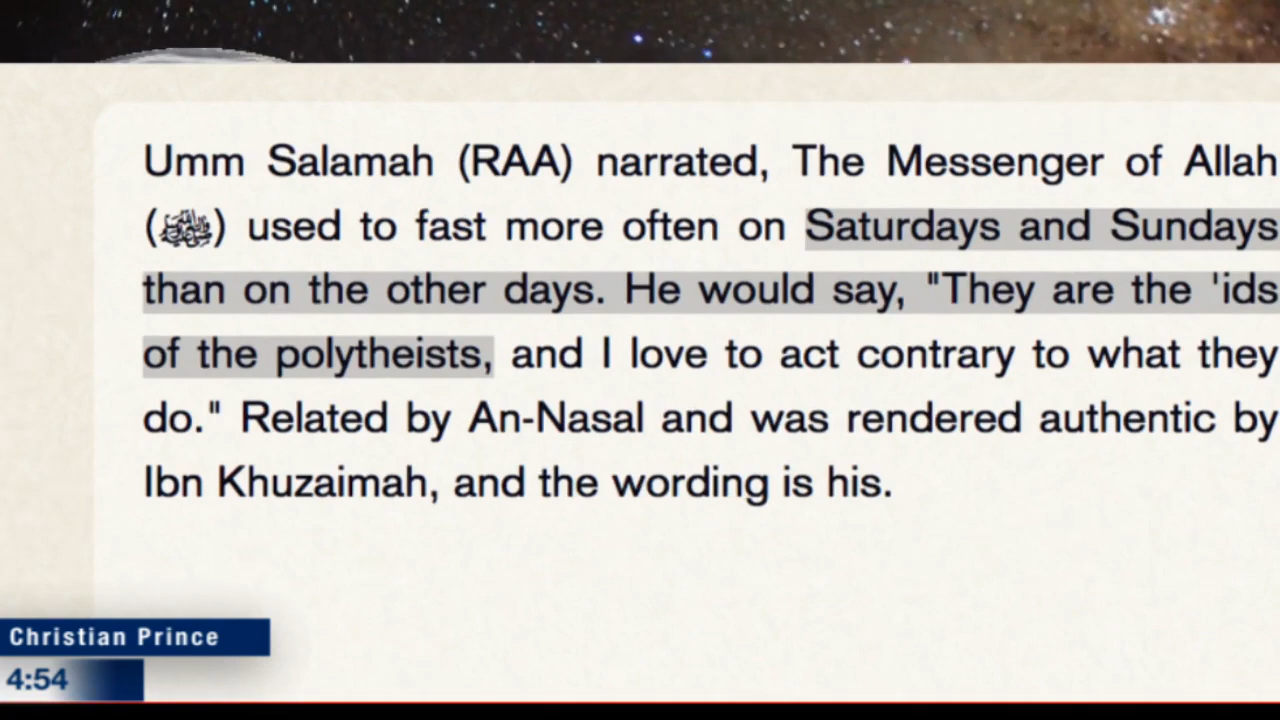 Umm Salamah (RAA) narrated, The Messenger of Allah
(ﷺ) used to fast more often on Saturdays and Sundays
than on the other days. He would say, "They are the 'ids
of the polytheists, and I love to act contrary to what they
do." Related by An-Nasal and was rendered authentic by
Ibn Khuzaimah, and the wording is his.
Christian Prince
4:54